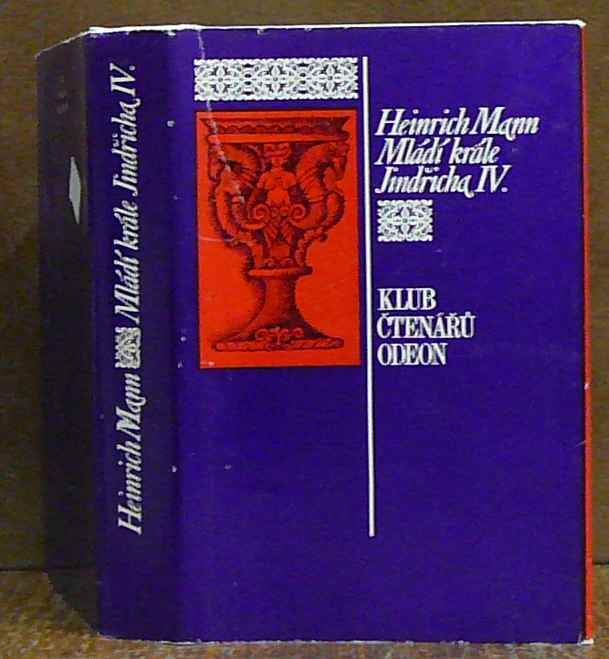 Heinrich Mann Mládí krále Jindřicha IV.
Heinrich Mann
Mládí krále
Jindřicha IV.
KLUB
ČTENÁŘŮ
ODEON